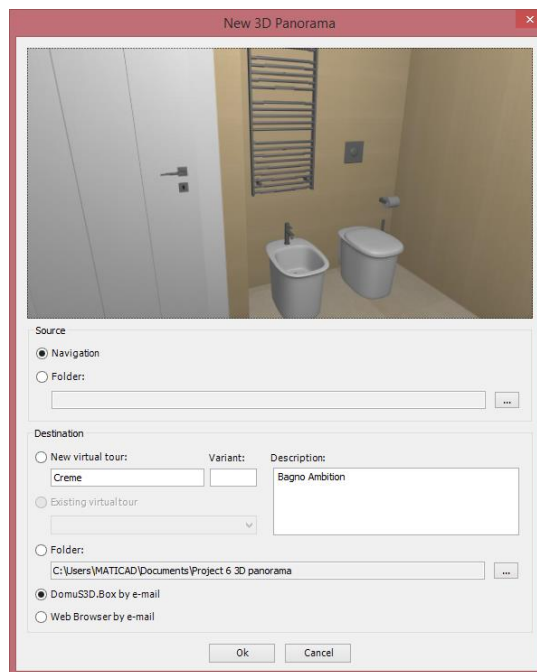 New 3D Panorama
Source
Navigation
Folder:
...
Destination
New virtual tour: Variant: Description:
Creme Bagno Ambition
Existing virtual tour
Folder:
C:\Users\MATICAD\Documents\Project 6 3D panorama ...
DomuS3D.Box by e-mail
Web Browser by e-mail
Ok Cancel